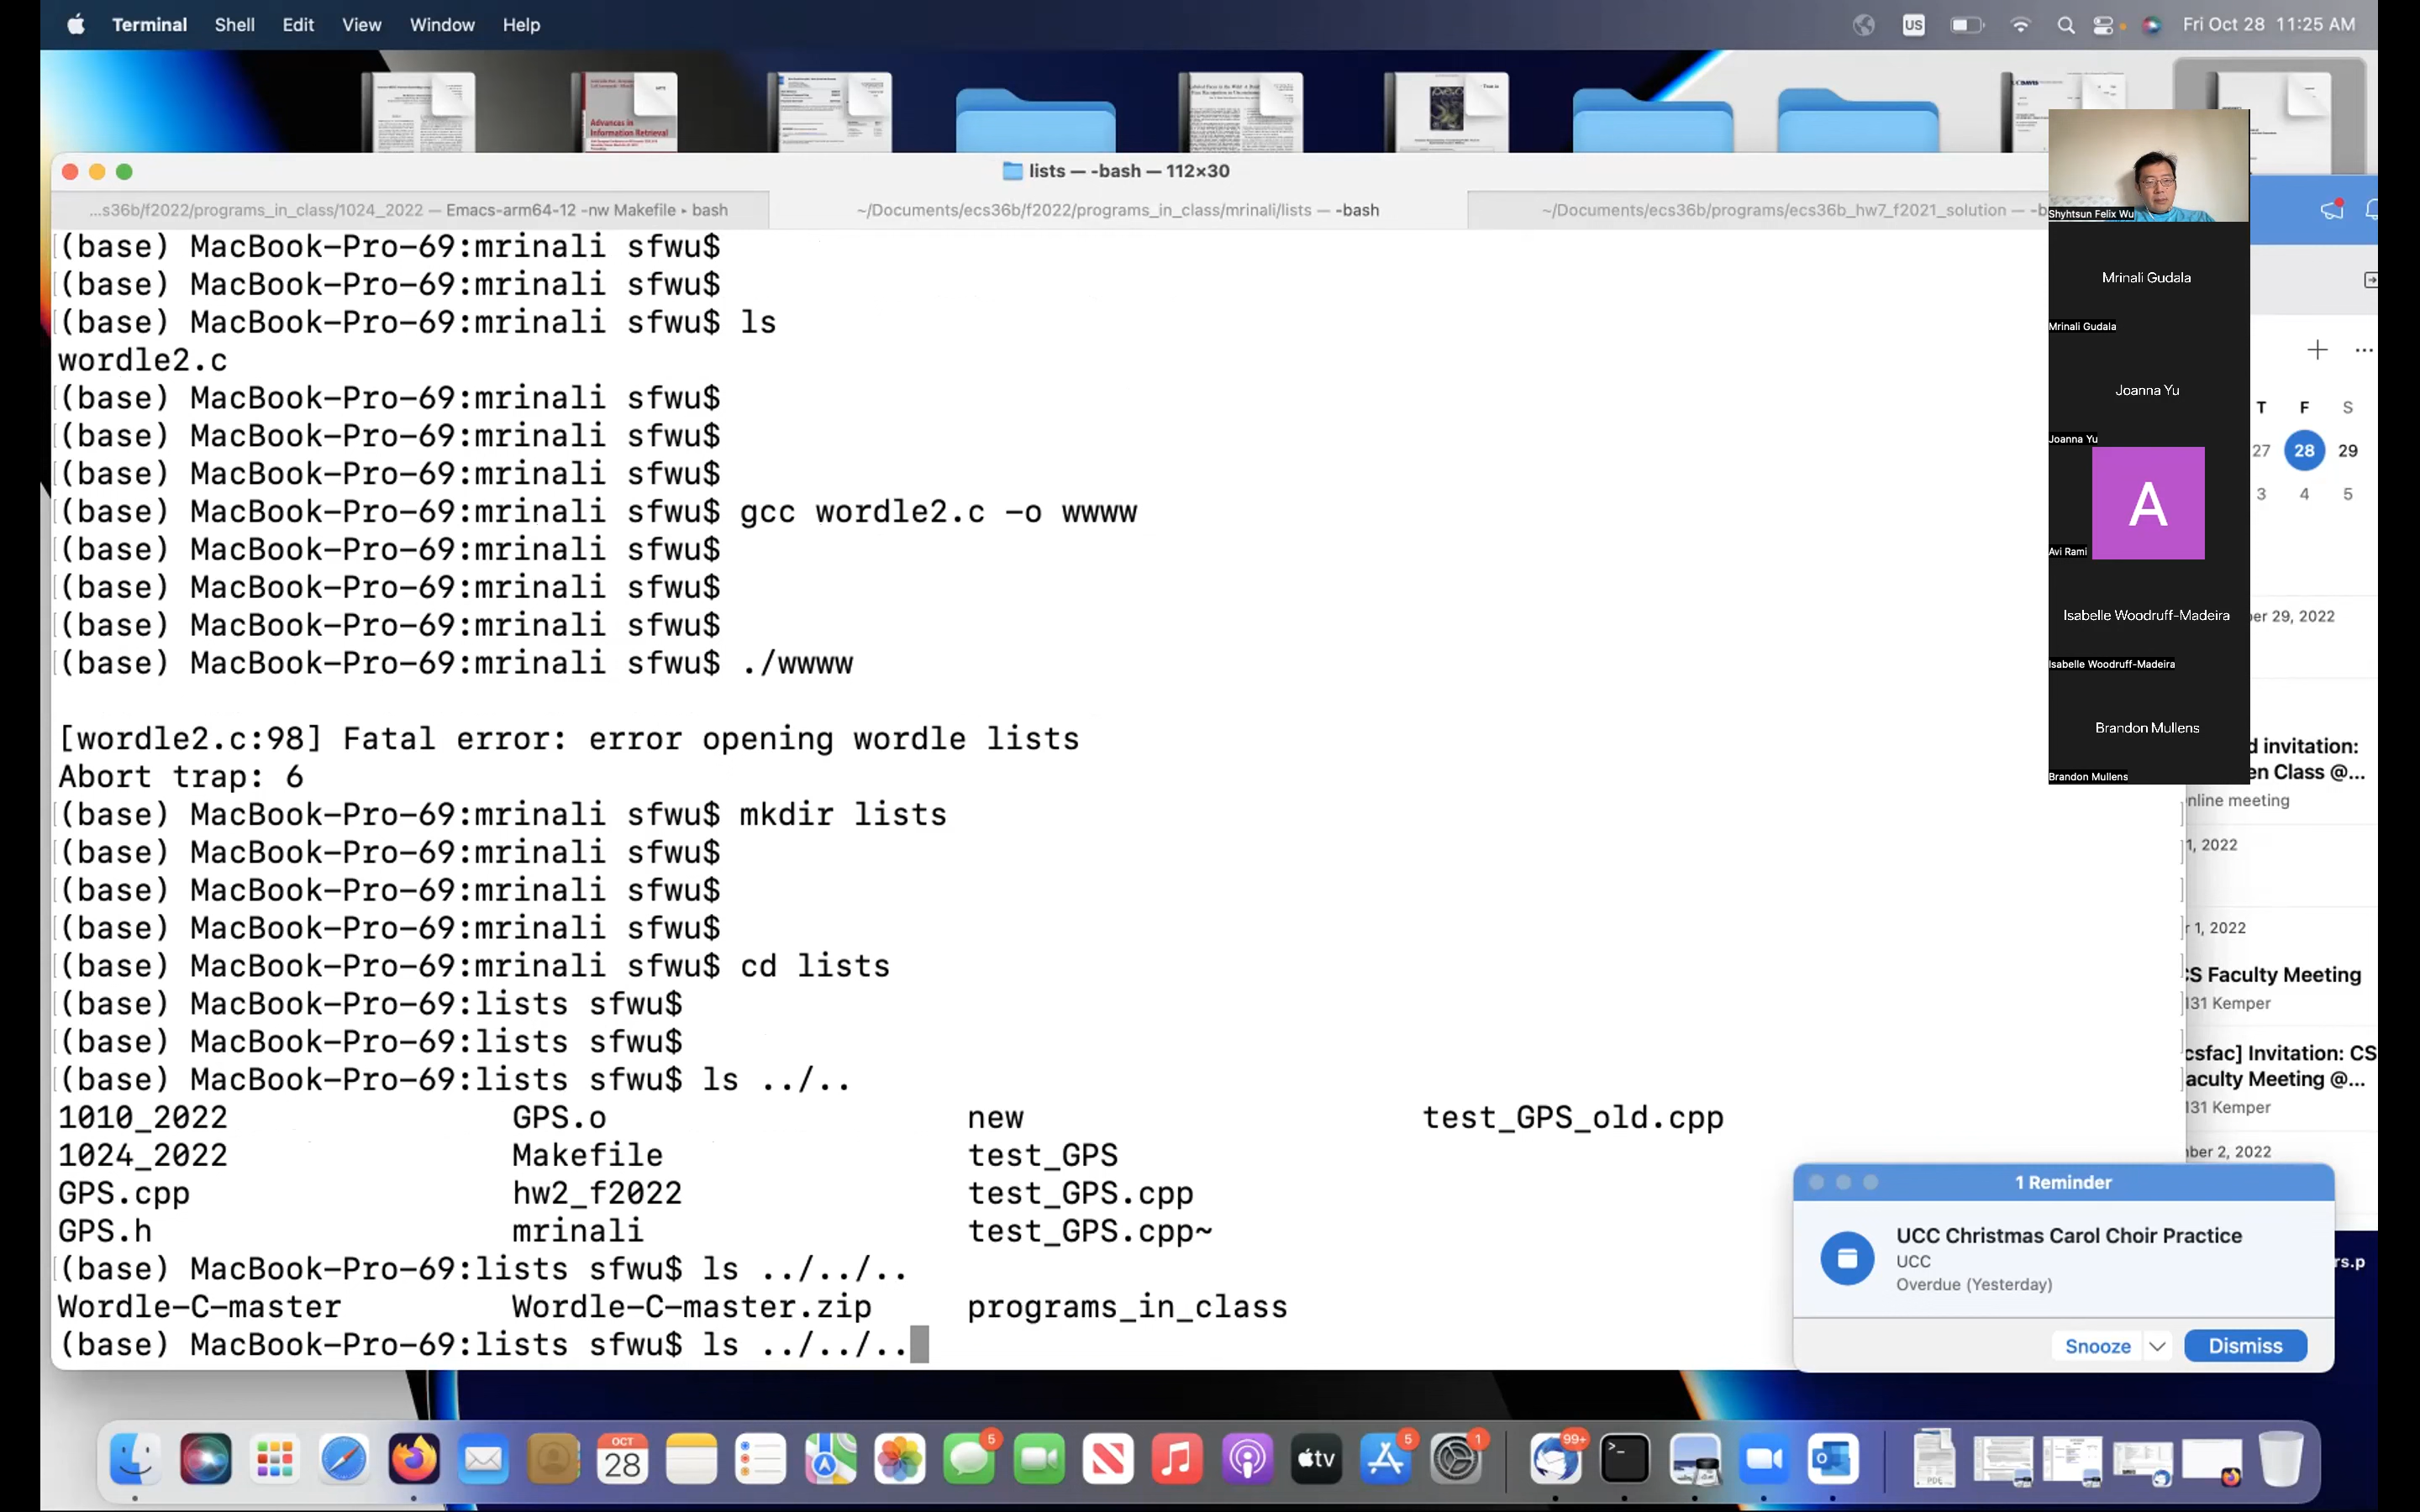 Terminal Shell Edit View Window Help
US
Fri Oct 28 11:25 AM
Advances in
Information Retrieval
lists — -bash — 112×30
...s36b/f2022/programs_in_class/1024_2022 — Emacs-arm64-12 -nw Makefile ▸ bash
~/Documents/ecs36b/f2022/programs_in_class/mrinali/lists — -bash
~/Documents/ecs36b/programs/ecs36b_hw7_f2021_solution — -b
(base) MacBook-Pro-69:mrinali sfwu$
(base) MacBook-Pro-69:mrinali sfwu$
(base) MacBook-Pro-69:mrinali sfwu$ ls
wordle2.c
(base) MacBook-Pro-69:mrinali sfwu$
(base) MacBook-Pro-69:mrinali sfwu$
(base) MacBook-Pro-69:mrinali sfwu$
(base) MacBook-Pro-69:mrinali sfwu$ gcc wordle2.c -o wwww
(base) MacBook-Pro-69:mrinali sfwu$
(base) MacBook-Pro-69:mrinali sfwu$
(base) MacBook-Pro-69:mrinali sfwu$
(base) MacBook-Pro-69:mrinali sfwu$ ./wwww
[wordle2.c:98] Fatal error: error opening wordle lists
Abort trap: 6
(base) MacBook-Pro-69:mrinali sfwu$ mkdir lists
(base) MacBook-Pro-69:mrinali sfwu$
(base) MacBook-Pro-69:mrinali sfwu$
(base) MacBook-Pro-69:mrinali sfwu$
(base) MacBook-Pro-69:mrinali sfwu$ cd lists
(base) MacBook-Pro-69:lists sfwu$
(base) MacBook-Pro-69:lists sfwu$
(base) MacBook-Pro-69:lists sfwu$ ls ../..
1010_2022 GPS.o new test_GPS_old.cpp
1024_2022 Makefile test_GPS
GPS.cpp hw2_f2022 test_GPS.cpp
GPS.h mrinali test_GPS.cpp~
(base) MacBook-Pro-69:lists sfwu$ ls ../../..
Wordle-C-master Wordle-C-master.zip programs_in_class
(base) MacBook-Pro-69:lists sfwu$ ls ../../..
Shyhtsun Felix Wu
Mrinali Gudala
Mrinali Gudala
Joanna Yu
Joanna Yu
A
Avi Rami
Isabelle Woodruff-Madeira
Isabelle Woodruff-Madeira
Brandon Mullens
Brandon Mullens
T F S
27 28 29
3 4 5
ber 29, 2022
d invitation:
en Class @...
nline meeting
1, 2022
r 1, 2022
CS Faculty Meeting
131 Kemper
csfac] Invitation: CS
aculty Meeting @...
131 Kemper
ber 2, 2022
rs.p
1 Reminder
UCC Christmas Carol Choir Practice
UCC
Overdue (Yesterday)
Snooze
Dismiss
OCT
28
5
tv
5
1
99+
PDF